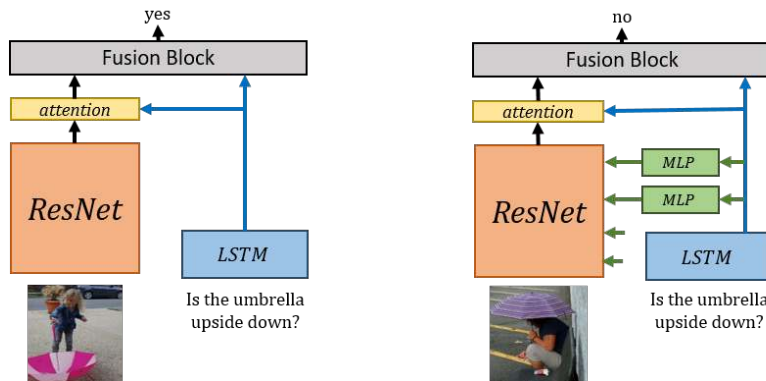 yes
Fusion Block
attention
ResNet
LSTM
Is the umbrella
upside down?
no
Fusion Block
attention
MLP
MLP
ResNet
LSTM
Is the umbrella
upside down?